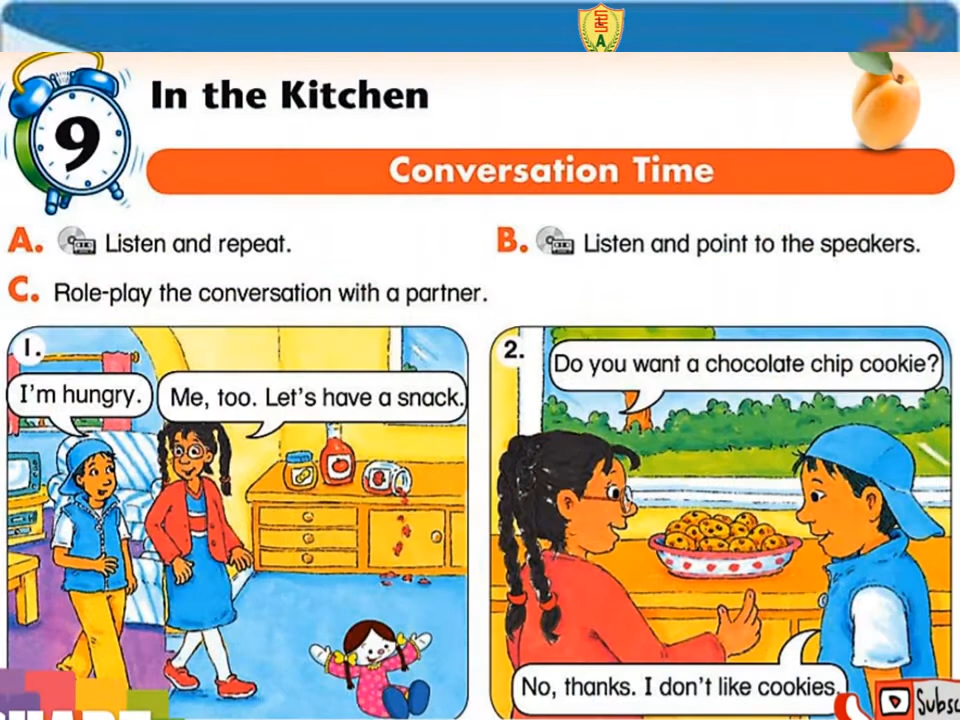 In the Kitchen
9
Conversation Time
A. Listen and repeat.
B. Listen and point to the speakers.
C. Role-play the conversation with a partner.
1.
I'm hungry.
Me, too. Let's have a snack.
2.
Do you want a chocolate chip cookie?
No, thanks. I don't like cookies.
A